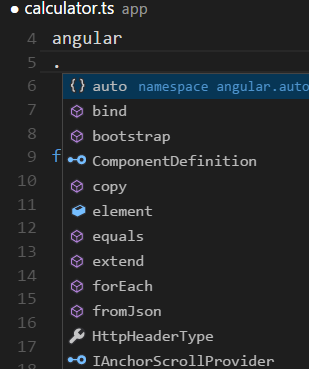 ● calculator.ts app
4 angular
5 .
6 {} auto namespace angular.auto
7 bind
8 bootstrap
ComponentDefinition
9 f
10 copy
11 element
12 equals
13 extend
14 forEach
15 fromJson
16 HttpHeaderType
17 IAnchorScrollProvider
18